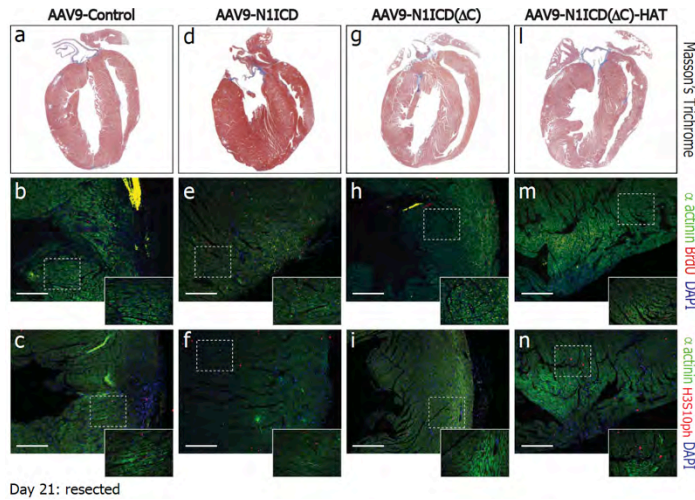 AAV9-Control AAV9-N1ICD AAV9-N1ICD(ΔC) AAV9-N1ICD(ΔC)-HAT
a d g l
Masson's Trichrome
b e h m
α actinin BrdU DAPI
c f i n
α actinin H3S10ph DAPI
Day 21: resected